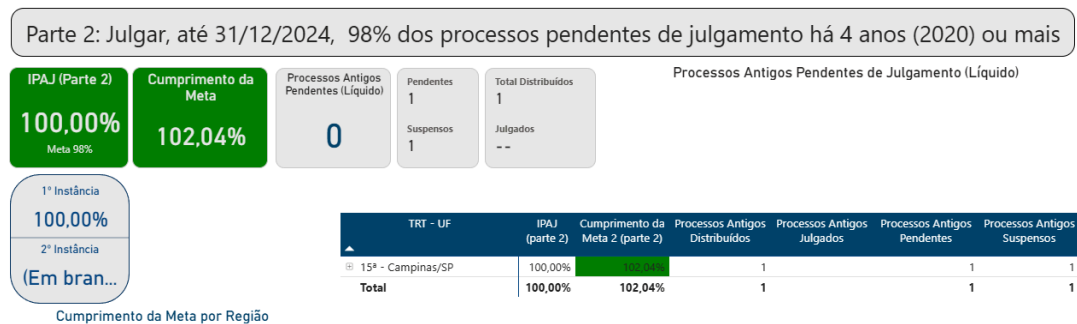 Parte 2: Julgar, até 31/12/2024, 98% dos processos pendentes de julgamento há 4 anos (2020) ou mais
IPAJ (Parte 2)
100,00%
Meta 98%
Cumprimento da
Meta
102,04%
Processos Antigos
Pendentes (Líquido)
0
Pendentes
1
Suspensos
1
Total Distribuídos
1
Julgados
--
Processos Antigos Pendentes de Julgamento (Líquido)
1ª Instância
100,00%
2ª Instância
(Em bran...
TRT - UF IPAJ (parte 2) Cumprimento da Meta 2 (parte 2) Processos Antigos Distribuídos Processos Antigos Julgados Processos Antigos Pendentes Processos Antigos Suspensos
15ª - Campinas/SP 100,00% 102,04% 1 1 1
Total 100,00% 102,04% 1 1 1
Cumprimento da Meta por Região